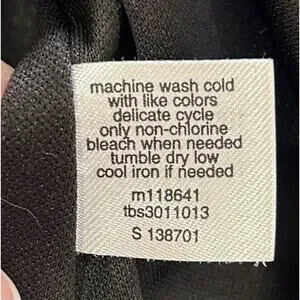 machine wash cold
with like colors
delicate cycle
only non-chlorine
bleach when needed
tumble dry low
cool iron if needed
rn118641
tbs3011013
S 138701